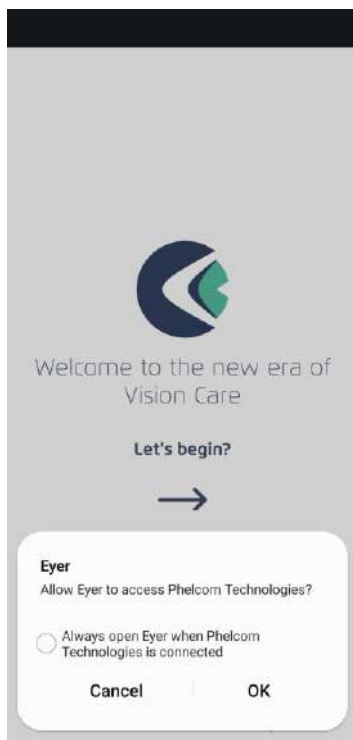 Welcome to the new era of
Vision Care
Let's begin?
Eyer
Allow Eyer to access Phelcom Technologies?
Always open Eyer when Phelcom
Technologies is connected
Cancel
OK